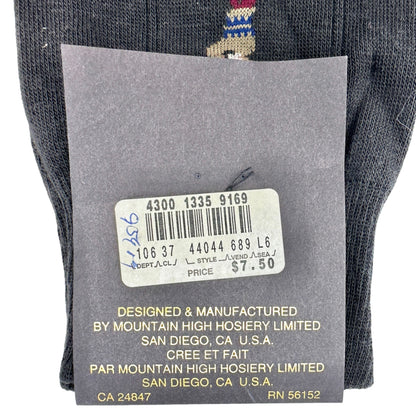 4300 1335 9169
106 37 44044 689 L6
DEPT. CL. STYLE VEND. SEA.
PRICE $7.50
DESIGNED & MANUFACTURED
BY MOUNTAIN HIGH HOSIERY LIMITED
SAN DIEGO, CA U.S.A.
CREE ET FAIT
PAR MOUNTAIN HIGH HOSIERY LIMITED
SAN DIEGO, CA U.S.A.
CA 24847 RN 56152